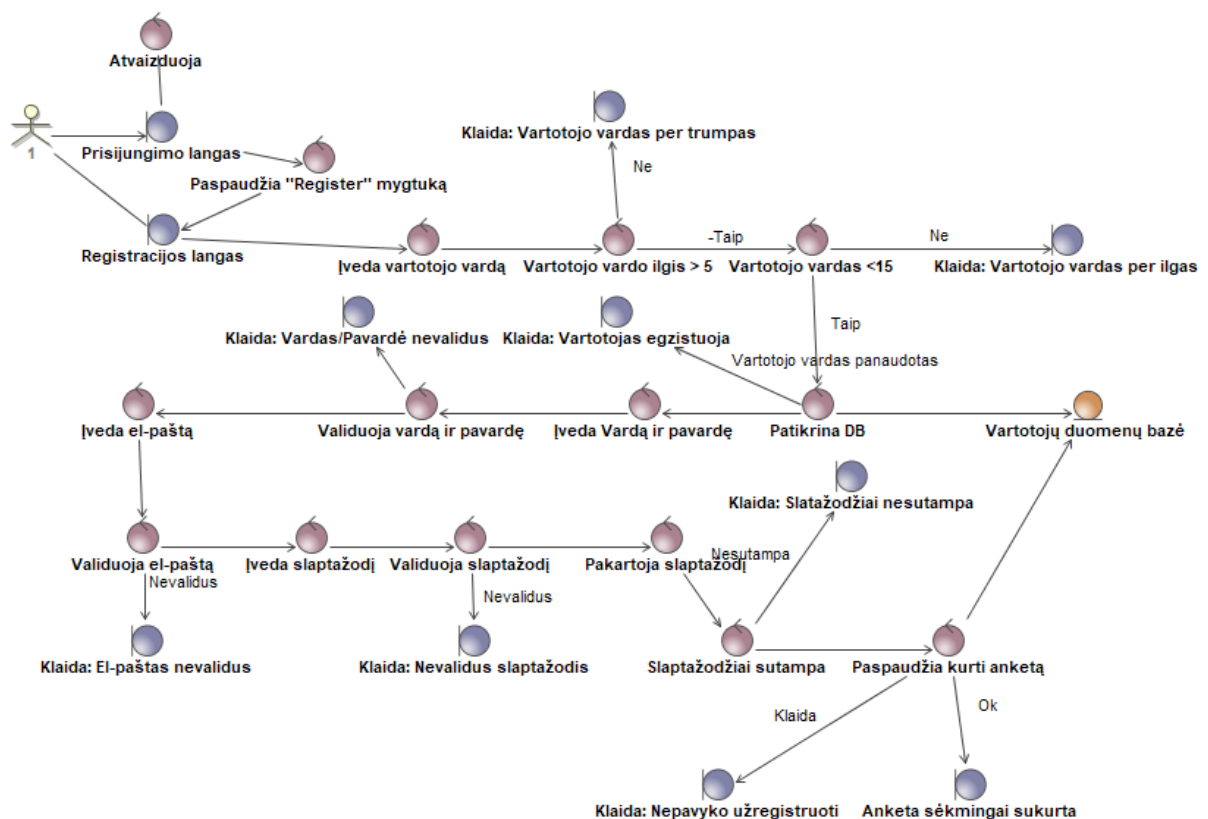 Atvaizduoja
1
Prisijungimo langas
Klaida: Vartotojo vardas per trumpas
Paspaudžia "Register" mygtuką
Ne
Registracijos langas
Įveda vartotojo vardą
Vartotojo vardo ilgis > 5
-Taip
Vartotojo vardas <15
Ne
Klaida: Vartotojo vardas per ilgas
Klaida: Vardas/Pavardė nevalidus
Klaida: Vartotojas egzistuoja
Taip
Vartotojo vardas panaudotas
Įveda el-paštą
Validuoja vardą ir pavardę
Įveda Vardą ir pavardę
Patikrina DB
Vartotojų duomenų bazė
Klaida: Slatažodžiai nesutampa
Validuoja el-paštą
Įveda slaptažodį
Validuoja slaptažodį
Pakartoja slaptažodį
Nesutampa
Nevalidus
Nevalidus
Klaida: El-paštas nevalidus
Klaida: Nevalidus slaptažodis
Slaptažodžiai sutampa
Paspaudžia kurti anketą
Klaida
Ok
Klaida: Nepavyko užregistruoti
Anketa sėkmingai sukurta